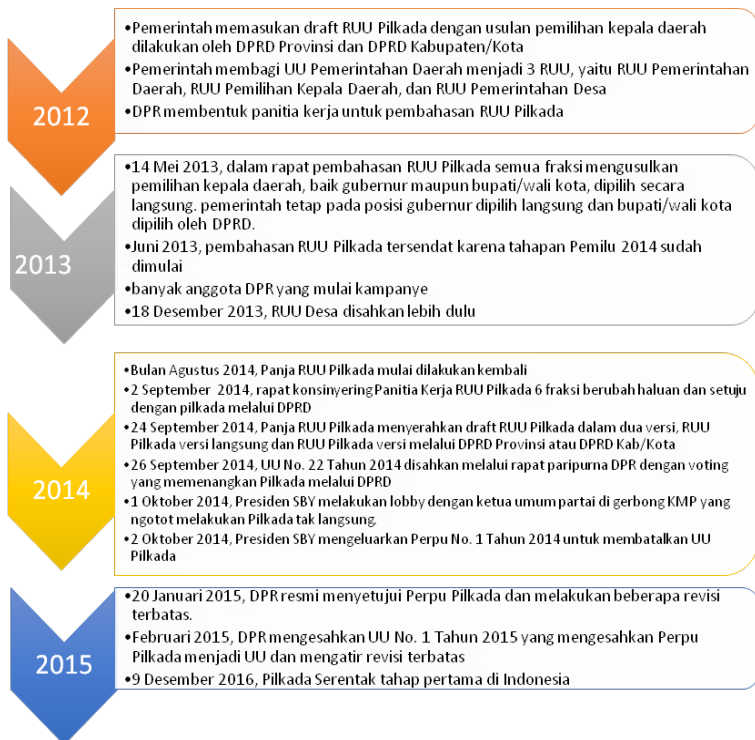 2012
•Pemerintah memasukan draft RUU Pilkada dengan usulan pemilihan kepala daerah
dilakukan oleh DPRD Provinsi dan DPRD Kabupaten/Kota
•Pemerintah membagi UU Pemerintahan Daerah menjadi 3 RUU, yaitu RUU Pemerintahan
Daerah, RUU Pemilihan Kepala Daerah, dan RUU Pemerintahan Desa
•DPR membentuk panitia kerja untuk pembahasan RUU Pilkada
2013
•14 Mei 2013, dalam rapat pembahasan RUU Pilkada semua fraksi mengusulkan
pemilihan kepala daerah, baik gubernur maupun bupati/wali kota, dipilih secara
langsung. pemerintah tetap pada posisi gubernur dipilih langsung dan bupati/wali kota
dipilih oleh DPRD.
•Juni 2013, pembahasan RUU Pilkada tersendat karena tahapan Pemilu 2014 sudah
dimulai
•banyak anggota DPR yang mulai kampanye
•18 Desember 2013, RUU Desa disahkan lebih dulu
2014
•Bulan Agustus 2014, Panja RUU Pilkada mulai dilakukan kembali
•2 September 2014, rapat konsinyering Panitia Kerja RUU Pilkada 6 fraksi berubah haluan dan setuju
dengan pilkada melalui DPRD
•24 September 2014, Panja RUU Pilkada menyerahkan draft RUU Pilkada dalam dua versi, RUU
Pilkada versi langsung dan RUU Pilkada versi melalui DPRD Provinsi atau DPRD Kab/Kota
•26 September 2014, UU No. 22 Tahun 2014 disahkan melalui rapat paripurna DPR dengan voting
yang memenangkan Pilkada melalui DPRD
•1 Oktober 2014, Presiden SBY melakukan lobby dengan ketua umum partai di gerbong KMP yang
ngotot melakukan Pilkada tak langsung.
•2 Oktober 2014, Presiden SBY mengeluarkan Perpu No. 1 Tahun 2014 untuk membatalkan UU
Pilkada
2015
•20 Januari 2015, DPR resmi menyetujui Perpu Pilkada dan melakukan beberapa revisi
terbatas.
•Februari 2015, DPR mengesahkan UU No. 1 Tahun 2015 yang mengesahkan Perpu
Pilkada menjadi UU dan mengatir revisi terbatas
•9 Desember 2016, Pilkada Serentak tahap pertama di Indonesia